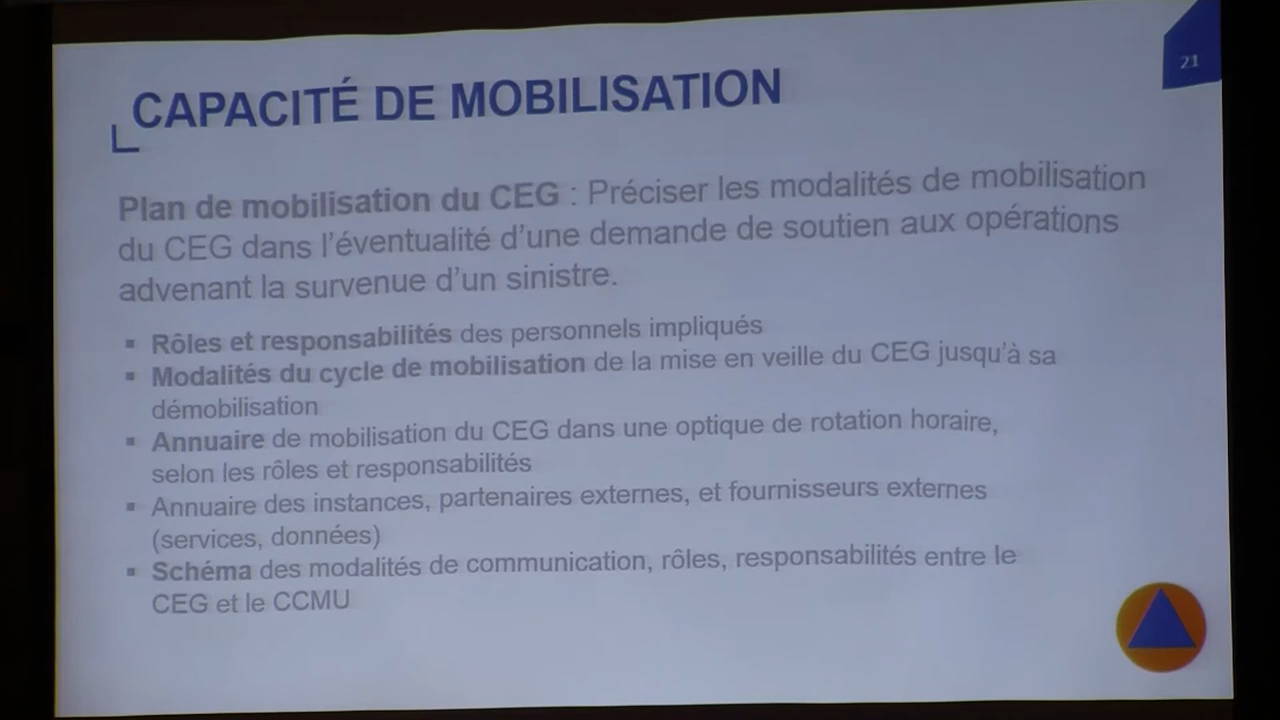 21
CAPACITÉ DE MOBILISATION
Plan de mobilisation du CEG : Préciser les modalités de mobilisation
du CEG dans l'éventualité d'une demande de soutien aux opérations
advenant la survenue d'un sinistre.
▪ Rôles et responsabilités des personnels impliqués
▪ Modalités du cycle de mobilisation de la mise en veille du CEG jusqu'à sa
démobilisation
▪ Annuaire de mobilisation du CEG dans une optique de rotation horaire,
selon les rôles et responsabilités
▪ Annuaire des instances, partenaires externes, et fournisseurs externes
(services, données)
▪ Schéma des modalités de communication, rôles, responsabilités entre le
CEG et le CCMU